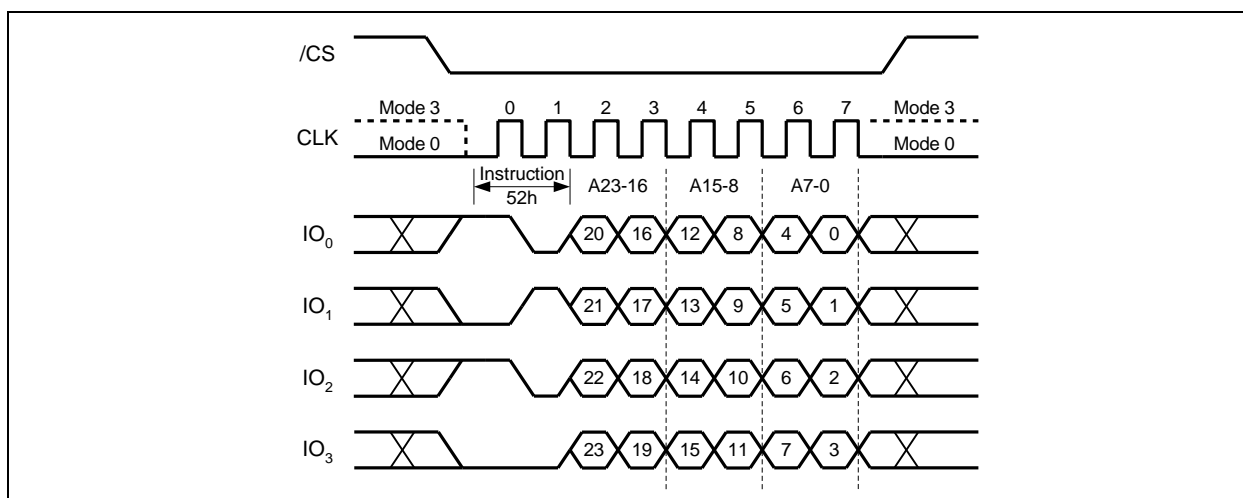 /CS
Mode 3 0 1 2 3 4 5 6 7 Mode 3
CLK
Mode 0 Mode 0
Instruction A23-16 A15-8 A7-0
52h
IO0 20 16 12 8 4 0
IO1 21 17 13 9 5 1
IO2 22 18 14 10 6 2
IO3 23 19 15 11 7 3